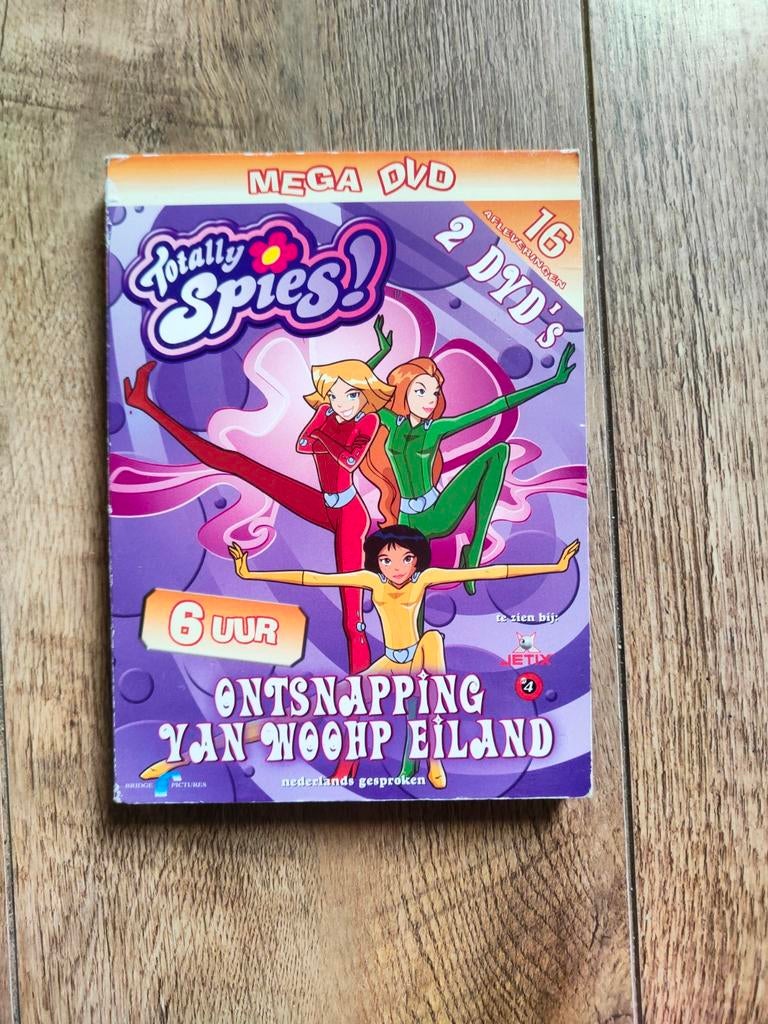 MEGA DVD
16
AFLEVERINGEN
2 DVD's
Totally
Spies!
6 UUR
te zien bij:
JETIX
4
ONTSNAPPING
VAN WOOHP EILAND
nederlands gesproken
BRIDGE PICTURES